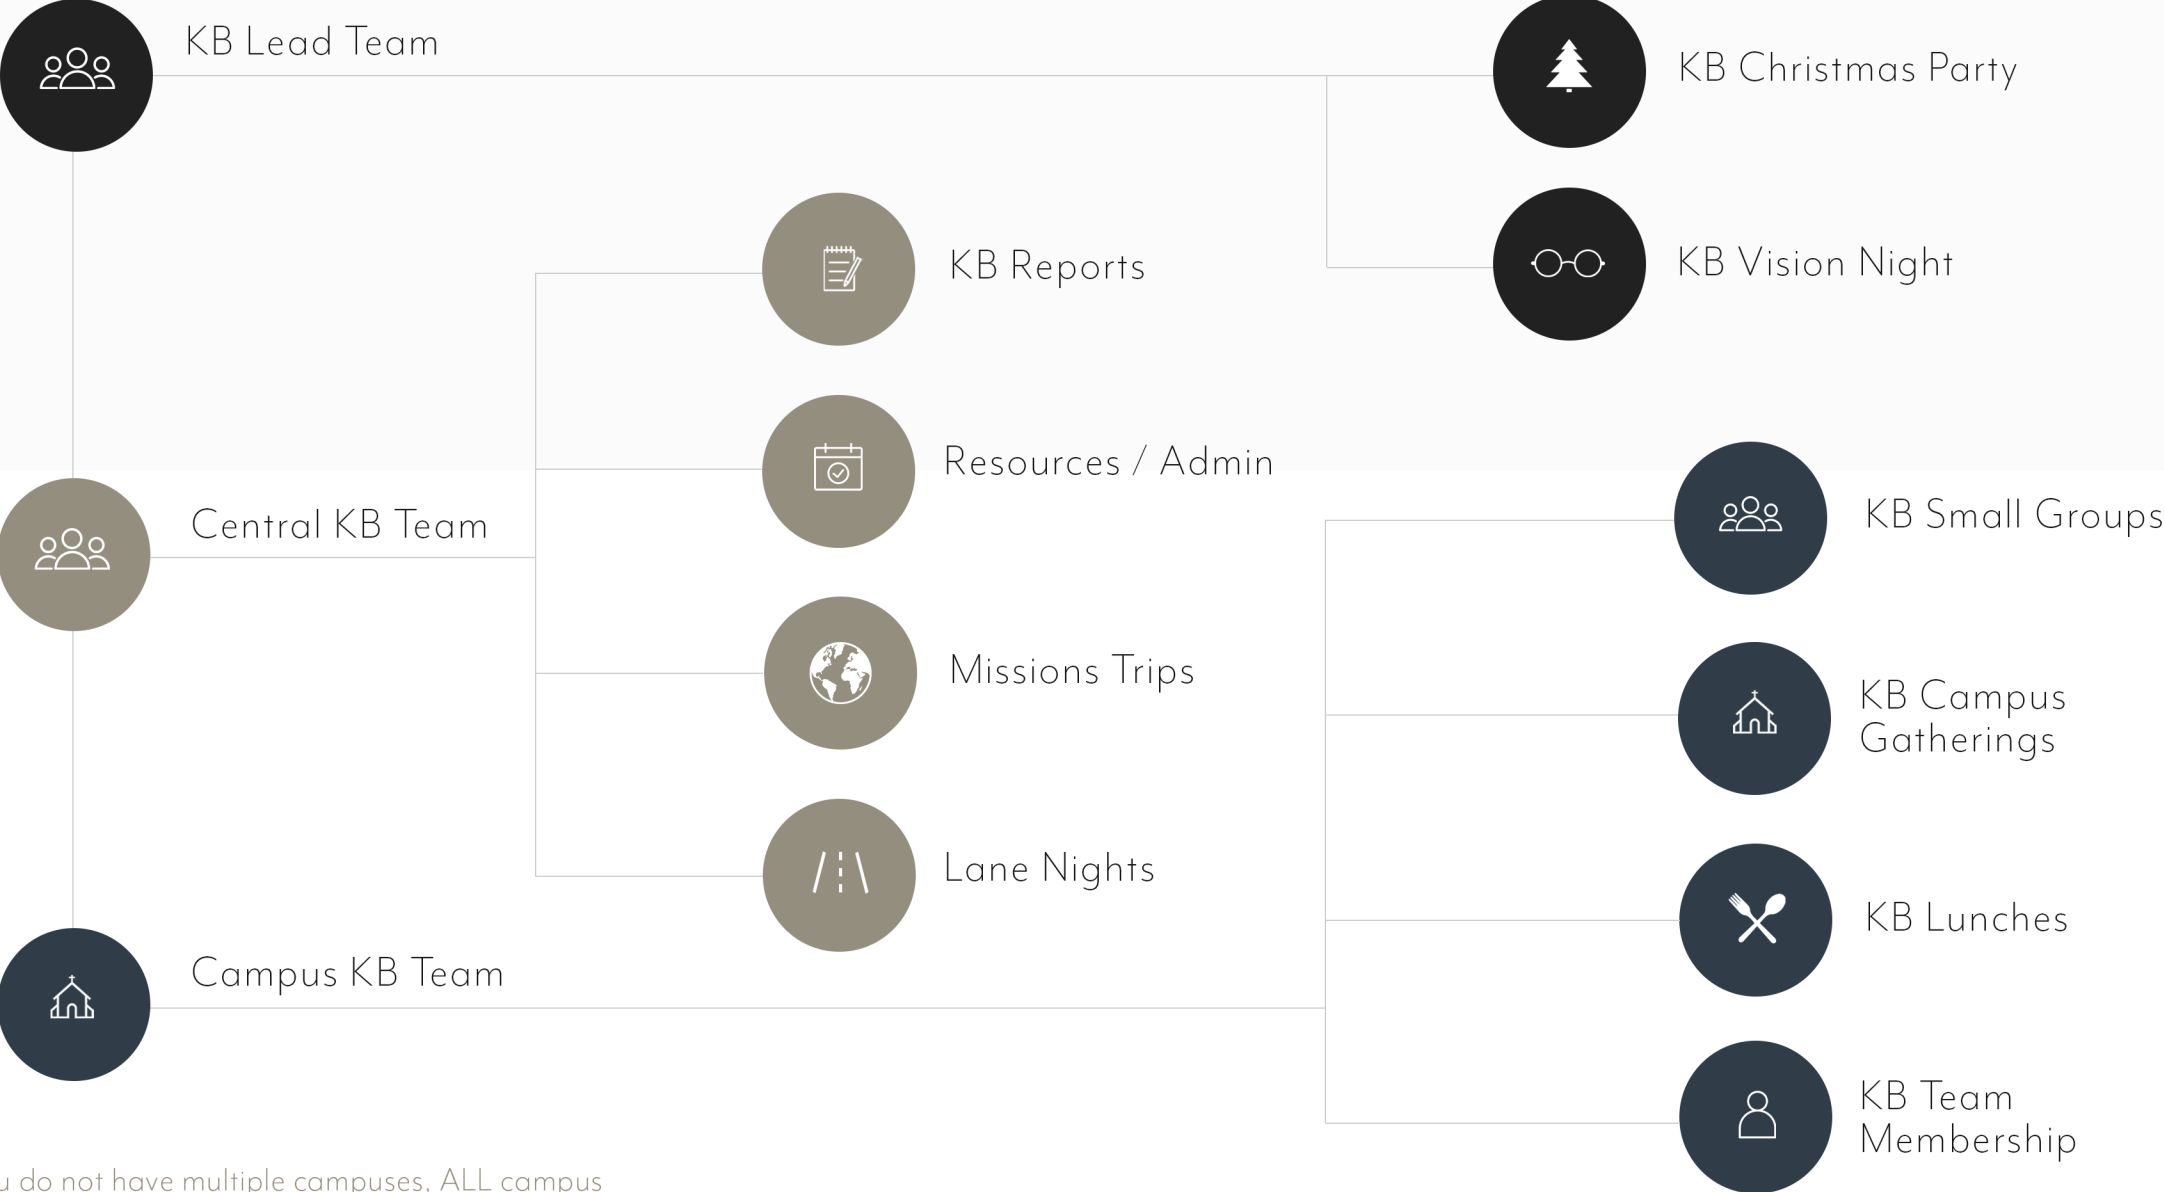 KB Lead Team
KB Christmas Party
KB Vision Night
KB Reports
Resources / Admin
Central KB Team
KB Small Groups
Missions Trips
KB Campus
Gatherings
Lane Nights
KB Lunches
Campus KB Team
KB Team
Membership
do not have multiple campuses, ALL campus